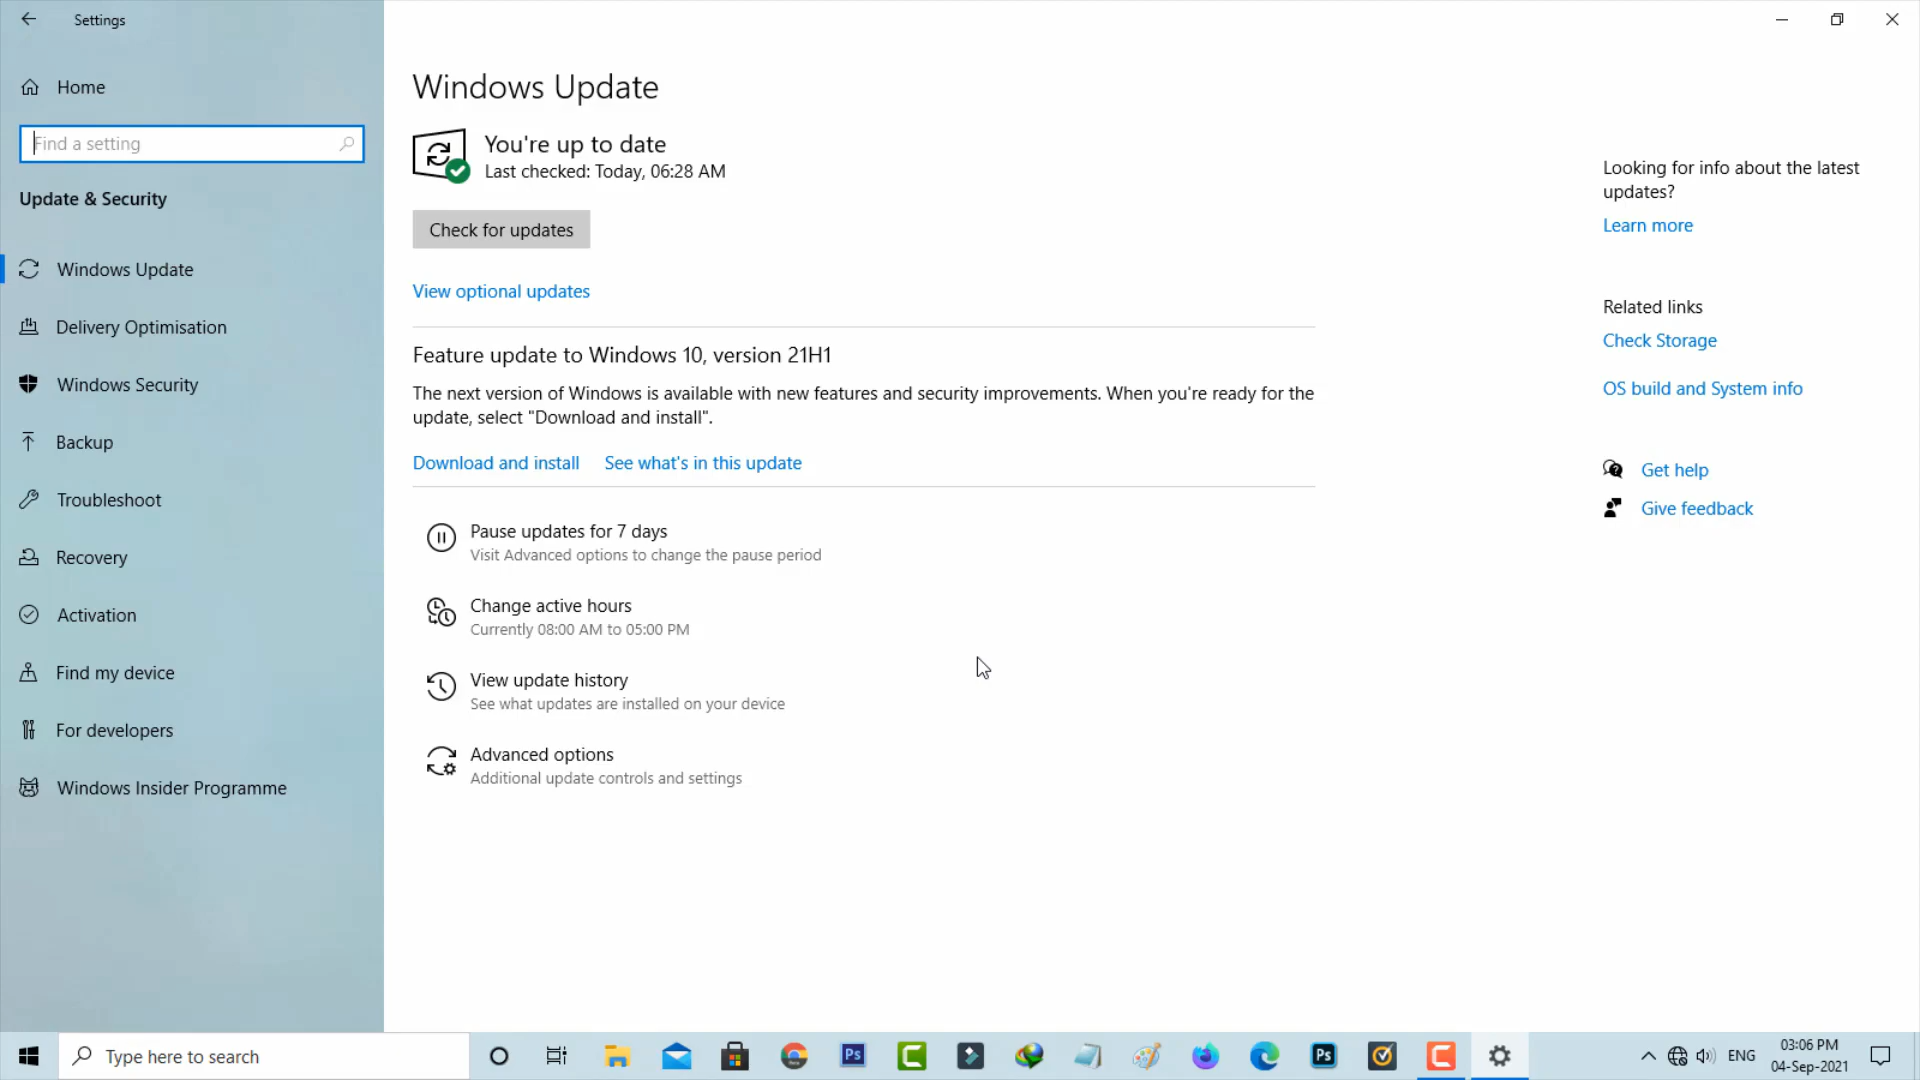 Settings
Home
Find a setting
Update & Security
Windows Update
Delivery Optimisation
Windows Security
Backup
Troubleshoot
Recovery
Activation
Find my device
For developers
Windows Insider Programme
Windows Update
You're up to date
Last checked: Today, 06:28 AM
Check for updates
View optional updates
Feature update to Windows 10, version 21H1
The next version of Windows is available with new features and security improvements. When you're ready for the
update, select "Download and install".
Download and install See what's in this update
Pause updates for 7 days
Visit Advanced options to change the pause period
Change active hours
Currently 08:00 AM to 05:00 PM
View update history
See what updates are installed on your device
Advanced options
Additional update controls and settings
Looking for info about the latest
updates?
Learn more
Related links
Check Storage
OS build and System info
Get help
Give feedback
Type here to search
Ps
Ps
ENG
03:06 PM
04-Sep-2021